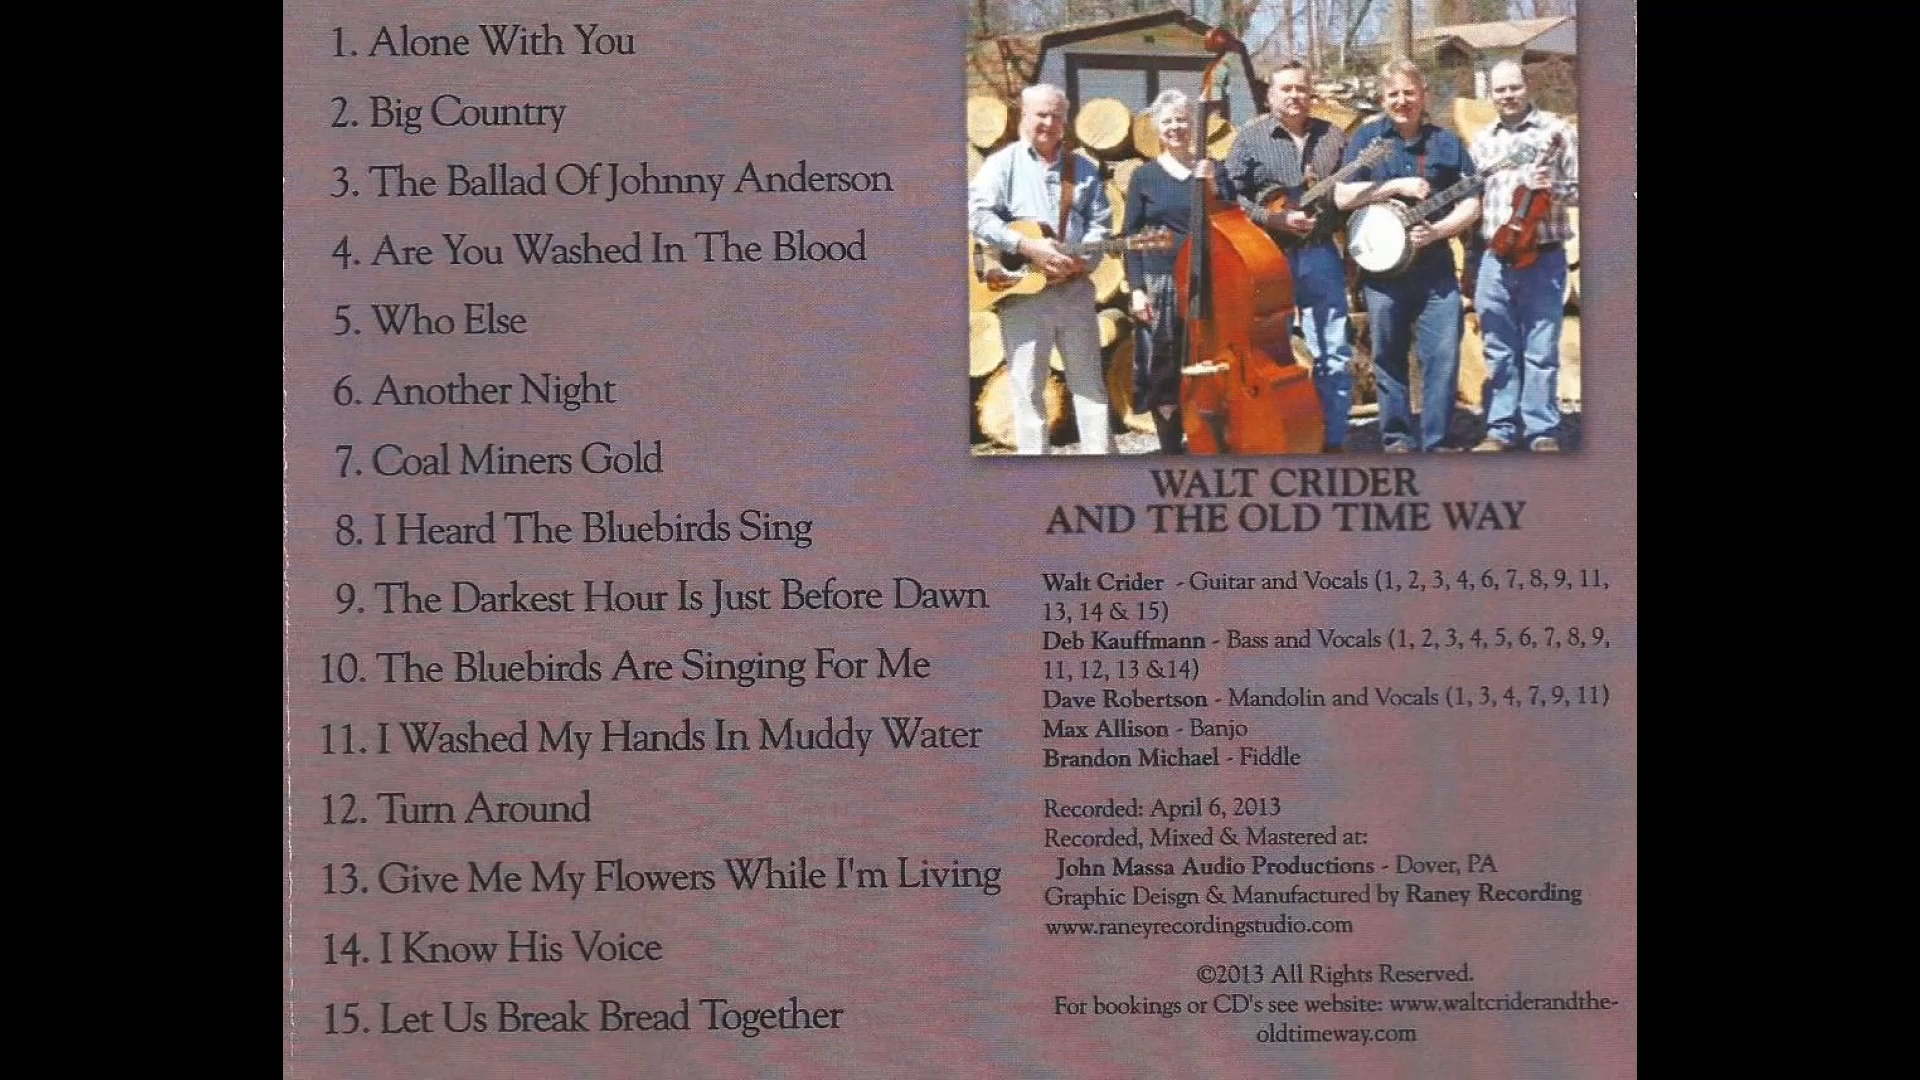 1. Alone With You
2. Big Country
3. The Ballad Of Johnny Anderson
4. Are You Washed In The Blood
5. Who Else
6. Another Night
7. Coal Miners Gold
8. I Heard The Bluebirds Sing
9. The Darkest Hour Is Just Before Dawn
10. The Bluebirds Are Singing For Me
11. I Washed My Hands In Muddy Water
12. Turn Around
13. Give Me My Flowers While I'm Living
14. I Know His Voice
15. Let Us Break Bread Together
WALT CRIDER
AND THE OLD TIME WAY
Walt Crider - Guitar and Vocals (1, 2, 3, 4, 6, 7, 8, 9, 11,
13, 14 & 15)
Deb Kauffmann - Bass and Vocals (1, 2, 3, 4, 5, 6, 7, 8, 9,
11, 12, 13 &14)
Dave Robertson - Mandolin and Vocals (1, 3, 4, 7, 9, 11)
Max Allison - Banjo
Brandon Michael - Fiddle
Recorded: April 6, 2013
Recorded, Mixed & Mastered at:
John Massa Audio Productions - Dover, PA
Graphic Deisgn & Manufactured by Raney Recording
www.raneyrecordingstudio.com
©2013 All Rights Reserved.
For bookings or CD's see website: www.waltcriderandthe-
oldtimeway.com